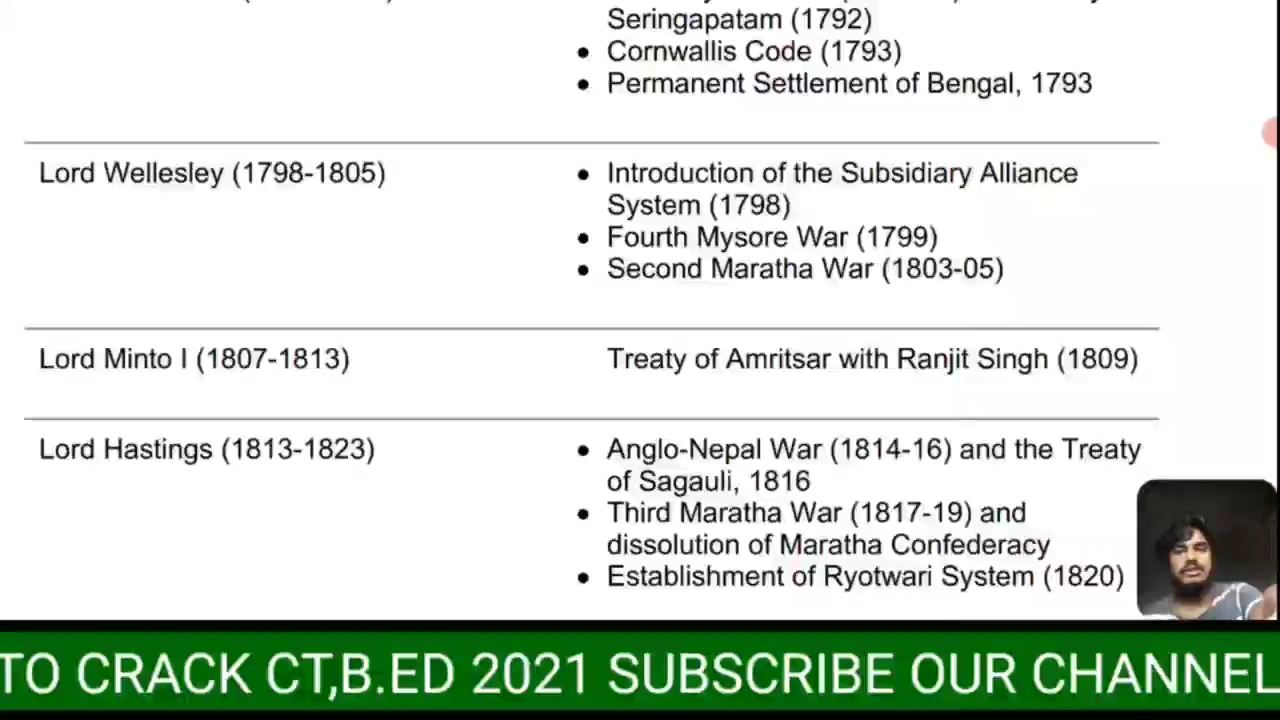 Seringapatam (1792)
• Cornwallis Code (1793)
• Permanent Settlement of Bengal, 1793
Lord Wellesley (1798-1805)
• Introduction of the Subsidiary Alliance
System (1798)
• Fourth Mysore War (1799)
• Second Maratha War (1803-05)
Lord Minto I (1807-1813)
Treaty of Amritsar with Ranjit Singh (1809)
Lord Hastings (1813-1823)
• Anglo-Nepal War (1814-16) and the Treaty
of Sagauli, 1816
• Third Maratha War (1817-19) and
dissolution of Maratha Confederacy
• Establishment of Ryotwari System (1820)
TO CRACK CT,B.ED 2021 SUBSCRIBE OUR CHANNEL